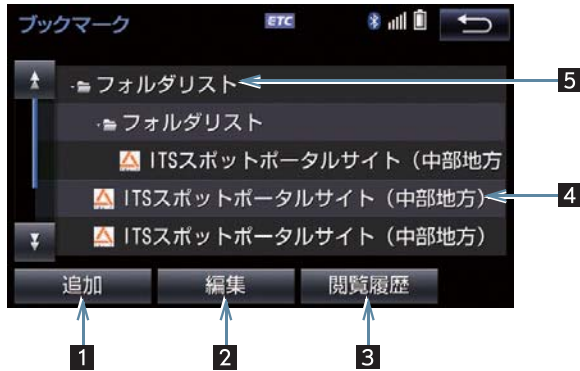 ブックマーク ETC
フォルダリスト 5
フォルダリスト
ITSスポットポータルサイト（中部地方
ITSスポットポータルサイト（中部地方） 4
ITSスポットポータルサイト（中部地方）
追加 編集 閲覧履歴
1 2 3